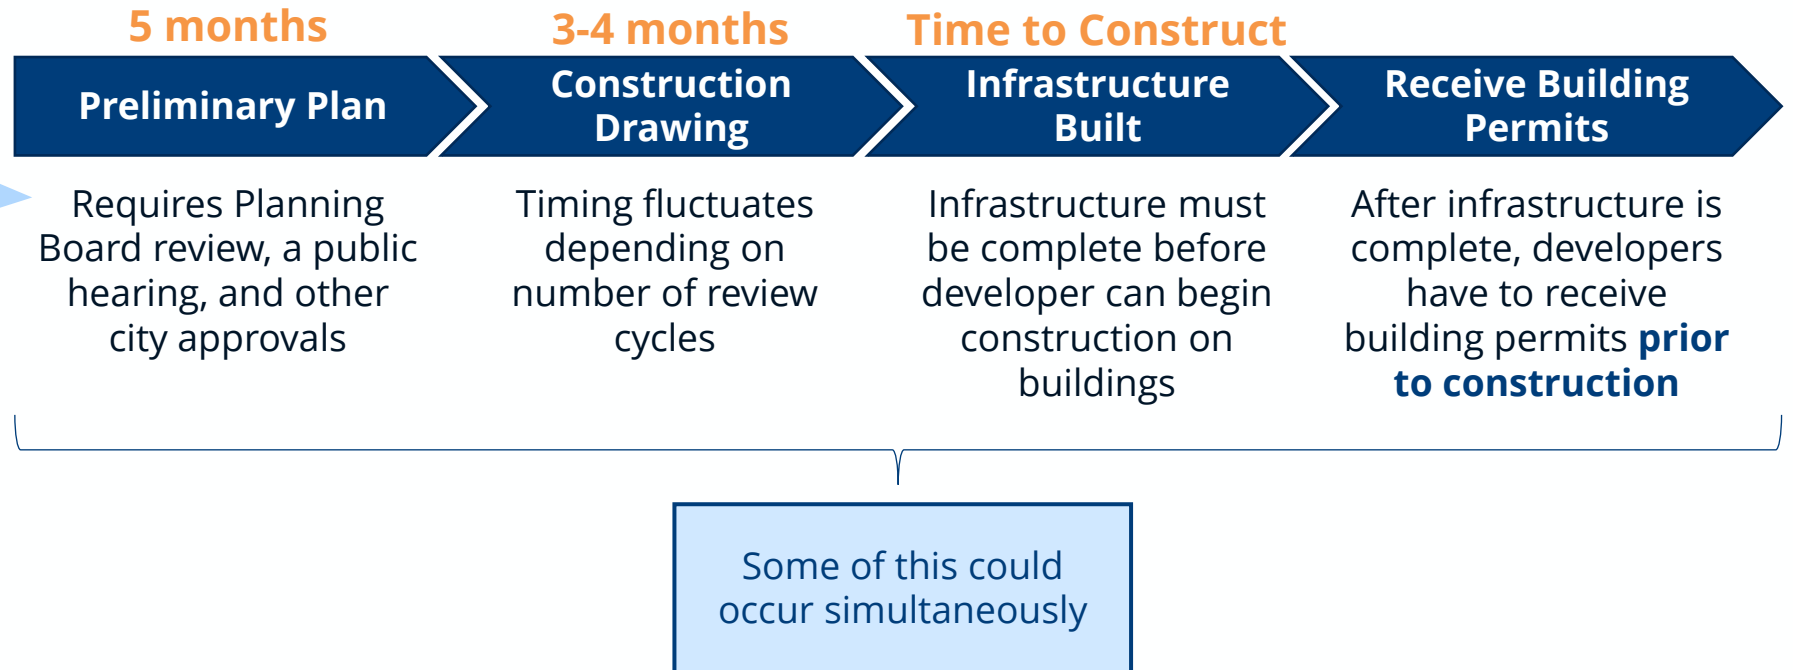 5 months
3-4 months
Time to Construct
Preliminary Plan
Construction
Drawing
Infrastructure
Built
Receive Building
Permits
Requires Planning
Board review, a public
hearing, and other
city approvals
Timing fluctuates
depending on
number of review
cycles
Infrastructure must
be complete before
developer can begin
construction on
buildings
After infrastructure is
complete, developers
have to receive
building permits prior
to construction
Some of this could
occur simultaneously